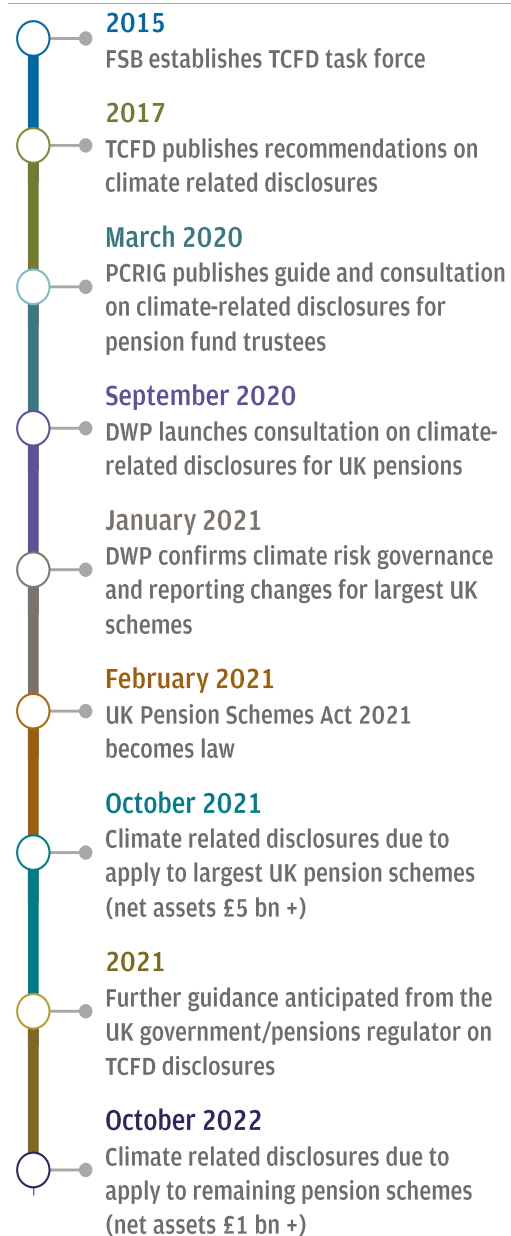 2015
FSB establishes TCFD task force
2017
TCFD publishes recommendations on
climate related disclosures
March 2020
PCRIG publishes guide and consultation
on climate-related disclosures for
pension fund trustees
September 2020
DWP launches consultation on climate-
related disclosures for UK pensions
January 2021
DWP confirms climate risk governance
and reporting changes for largest UK
schemes
February 2021
UK Pension Schemes Act 2021
becomes law
October 2021
Climate related disclosures due to
apply to largest UK pension schemes
(net assets £5 bn +)
2021
Further guidance anticipated from the
UK government/pensions regulator on
TCFD disclosures
October 2022
Climate related disclosures due to
apply to remaining pension schemes
(net assets £1 bn +)